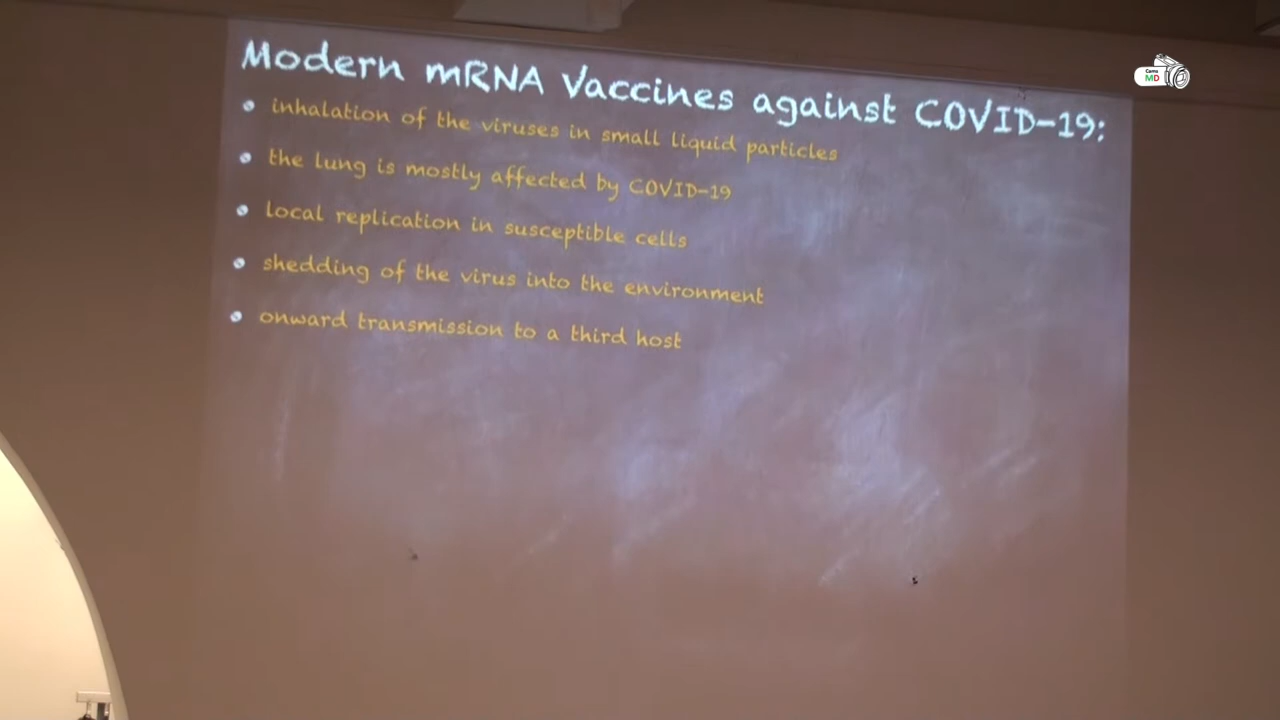 Modern mRNA Vaccines against COVID-19:
inhalation of the viruses in small liquid particles
the lung is mostly affected by COVID-19
local replication in susceptible cells
shedding of the virus into the environment
onward transmission to a third host
Cams
MD